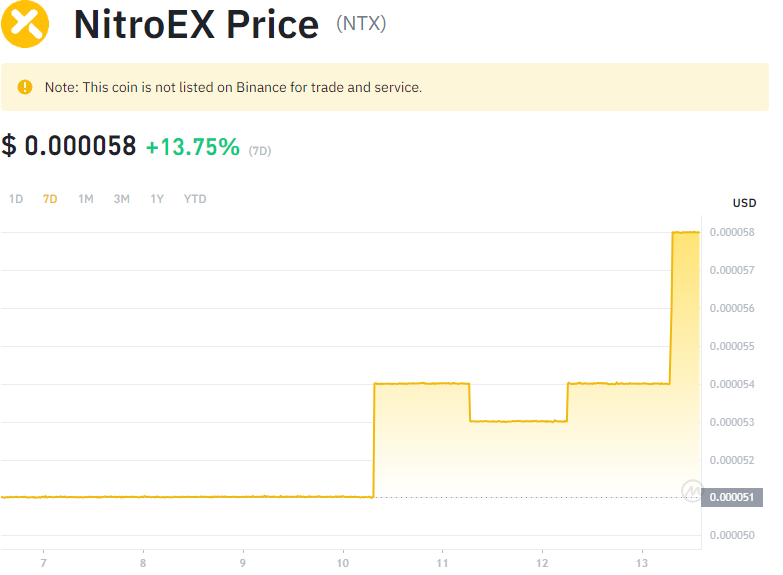 NitroEX Price (NTX)
Note: This coin is not listed on Binance for trade and service.
$ 0.000058 +13.75% (7D)
1D 7D 1M 3M 1Y YTD
USD
0.000058
0.000057
0.000056
0.000055
0.000054
0.000053
0.000052
0.000051
0.000050
7 8 9 10 11 12 13